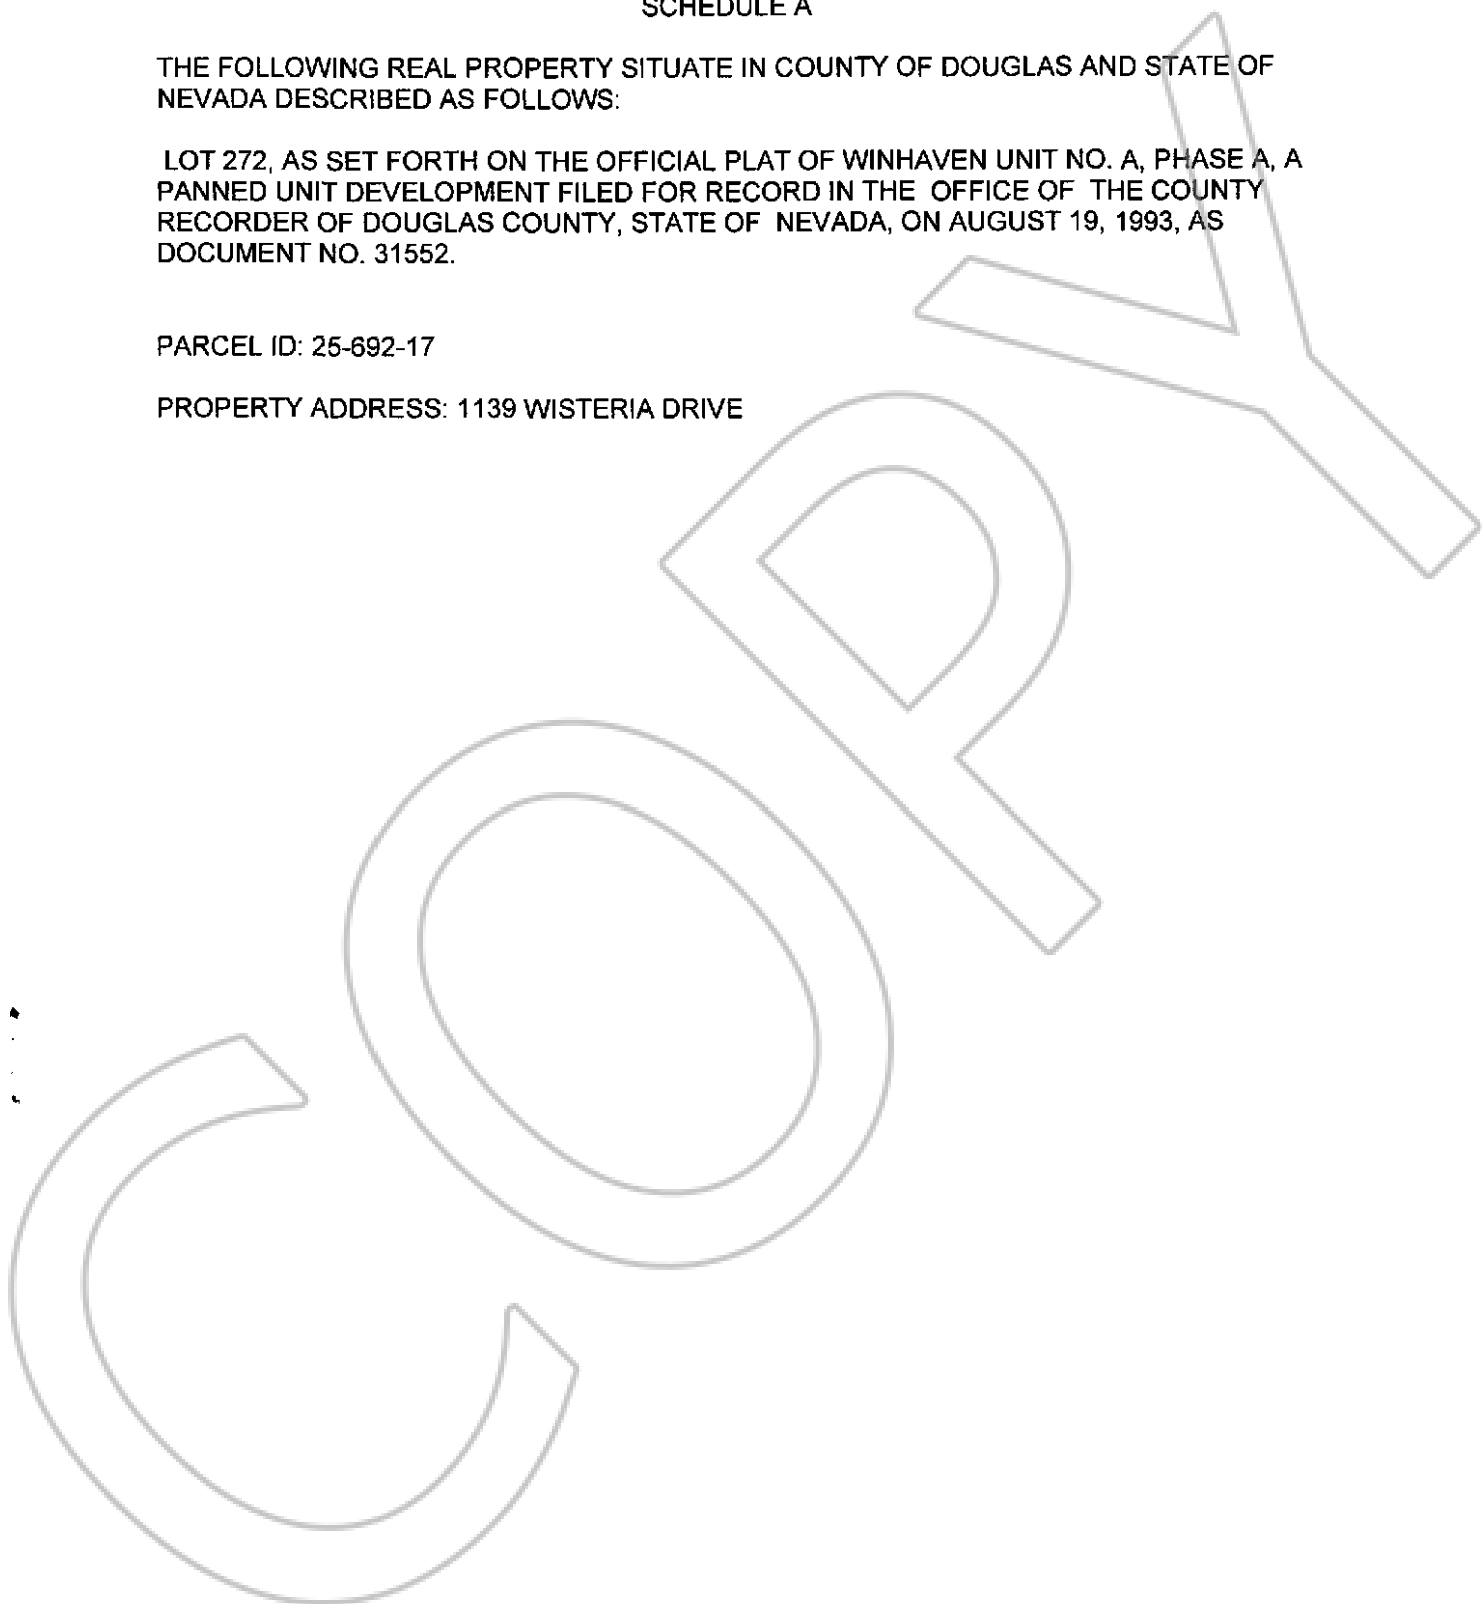 SCHEDULE A
THE FOLLOWING REAL PROPERTY SITUATE IN COUNTY OF DOUGLAS AND STATE OF
NEVADA DESCRIBED AS FOLLOWS:
LOT 272, AS SET FORTH ON THE OFFICIAL PLAT OF WINHAVEN UNIT NO. A, PHASE A, A
PANNED UNIT DEVELOPMENT FILED FOR RECORD IN THE OFFICE OF THE COUNTY
RECORDER OF DOUGLAS COUNTY, STATE OF NEVADA, ON AUGUST 19, 1993, AS
DOCUMENT NO. 31552.
PARCEL ID: 25-692-17
PROPERTY ADDRESS: 1139 WISTERIA DRIVE
COPY